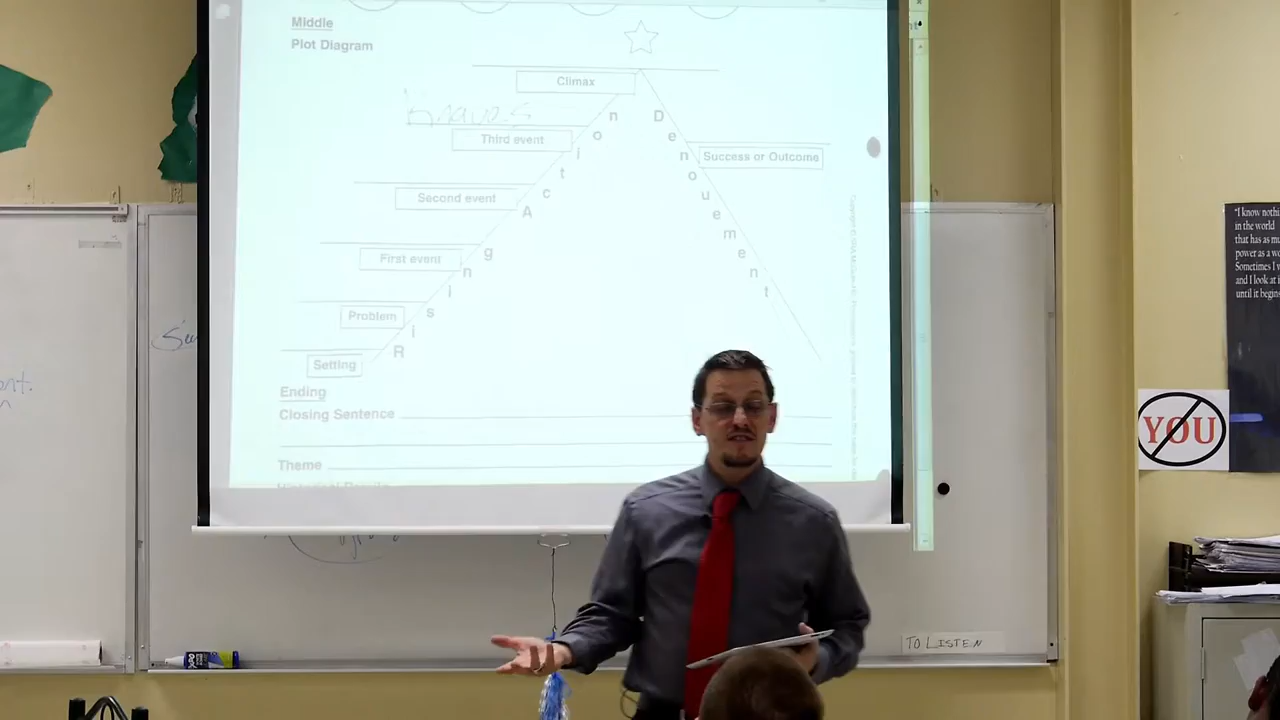 Middle
Plot Diagram
Climax
Third event
Success or Outcome
Second event
First event
Problem
Setting
Rising Action
Denouement
Ending
Closing Sentence
Theme
"I know nothi
in the world
that has as mu
power as a wo
Sometimes I w
and I look at i
until it begins
YOU
TO LISTEN